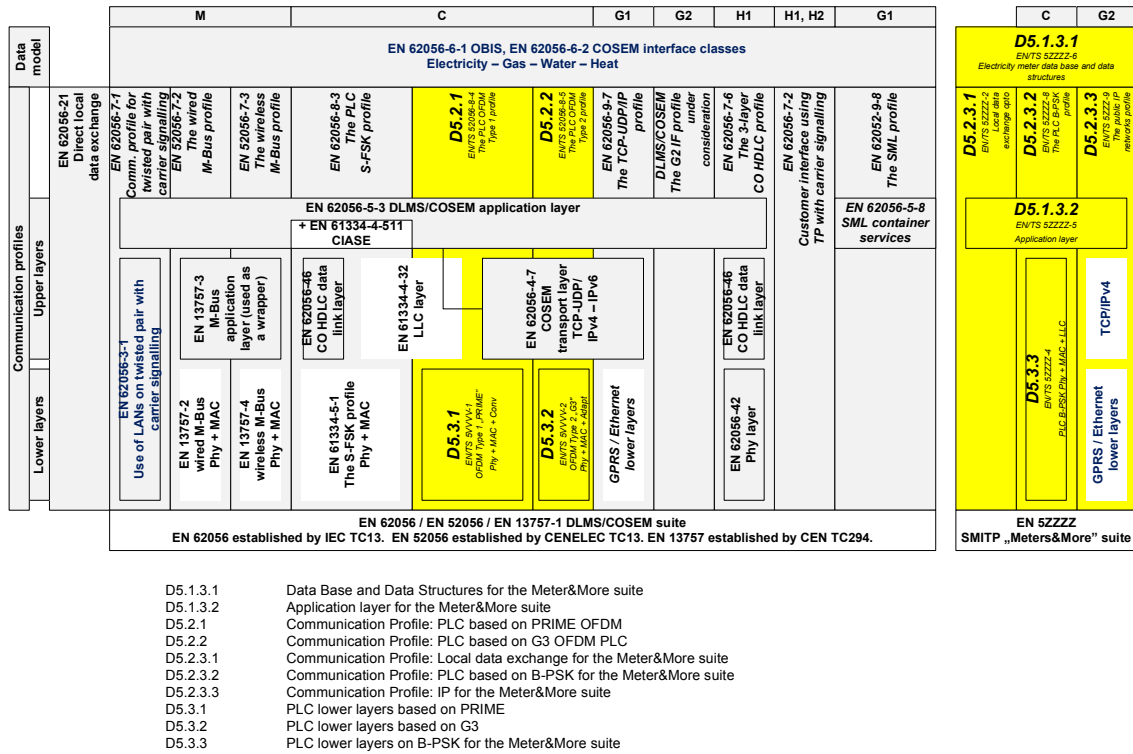 M
C
G1
G2
H1
H1, H2
G1
C
G2
Data
model
EN 62056-6-1 OBIS, EN 62056-6-2 COSEM interface classes
Electricity – Gas – Water – Heat
D5.1.3.1
EN/TS 5ZZZZ-6
Electricity meter data base and data
structures
Communication profiles
Upper layers
Lower layers
EN 62056-21
Direct local
data exchange
EN 62056-7-1
Comm. profile for
twisted pair with
carrier signalling
EN 52056-7-2
The wired
M-Bus profile
EN 52056-7-3
The wireless
M-Bus profile
EN 62056-8-3
The PLC
S-FSK profile
D5.2.1
EN/TS 52056-8-4
The PLC OFDM
Type 1 profile
D5.2.2
EN/TS 52056-8-5
The PLC OFDM
Type 2 profile
EN 62056-9-7
The TCP-UDP/IP
profile
DLMS/COSEM
The G2 IF profile
under
consideration
EN 62056-7-6
The 3-layer
CO HDLC profile
EN 62056-7-2
Customer interface using
TP with carrier signalling
EN 62052-9-8
The SML profile
D5.2.3.1
EN/TS 5ZZZZ-2
Local data
exchange opto
D5.2.3.2
EN/TS 5ZZZZ-8
The PLC B-PSK
profile
D5.2.3.3
EN/TS 5ZZZZ-9
The public IP
networks profile
EN 62056-5-3 DLMS/COSEM application layer
+ EN 61334-4-511
CIASE
EN 62056-5-8
SML container
services
D5.1.3.2
EN/TS 5ZZZZ-5
Application layer
EN 62056-3-1
Use of LANs on twisted pair with
carrier signalling
EN 13757-3
M-Bus
application
layer (used as
a wrapper)
EN 62056-46
CO HDLC data
link layer
EN 61334-4-32
LLC layer
EN 62056-4-7
COSEM
transport layer
TCP-UDP/
IPv4 – IPv6
EN 62056-46
CO HDLC data
link layer
TCP/IPv4
EN 13757-2
wired M-Bus
Phy + MAC
EN 13757-4
wireless M-Bus
Phy + MAC
EN 61334-5-1
The S-FSK profile
Phy + MAC
D5.3.1
EN/TS 5VVVV-1
OFDM Type 1 „PRIME”
Phy + MAC + Conv
D5.3.2
EN/TS 5VVVV-2
OFDM Type 2 „G3”
Phy + MAC + Adapt
GPRS / Ethernet
lower layers
EN 62056-42
Phy layer
D5.3.3
EN/TS 5ZZZZ-4
PLC B-PSK Phy + MAC + LLC
GPRS / Ethernet
lower layers
EN 62056 / EN 52056 / EN 13757-1 DLMS/COSEM suite
EN 62056 established by IEC TC13. EN 52056 established by CENELEC TC13. EN 13757 established by CEN TC294.
EN 5ZZZZ
SMITP „Meters&More” suite
D5.1.3.1 Data Base and Data Structures for the Meter&More suite
D5.1.3.2 Application layer for the Meter&More suite
D5.2.1 Communication Profile: PLC based on PRIME OFDM
D5.2.2 Communication Profile: PLC based on G3 OFDM PLC
D5.2.3.1 Communication Profile: Local data exchange for the Meter&More suite
D5.2.3.2 Communication Profile: PLC based on B-PSK for the Meter&More suite
D5.2.3.3 Communication Profile: IP for the Meter&More suite
D5.3.1 PLC lower layers based on PRIME
D5.3.2 PLC lower layers based on G3
D5.3.3 PLC lower layers on B-PSK for the Meter&More suite